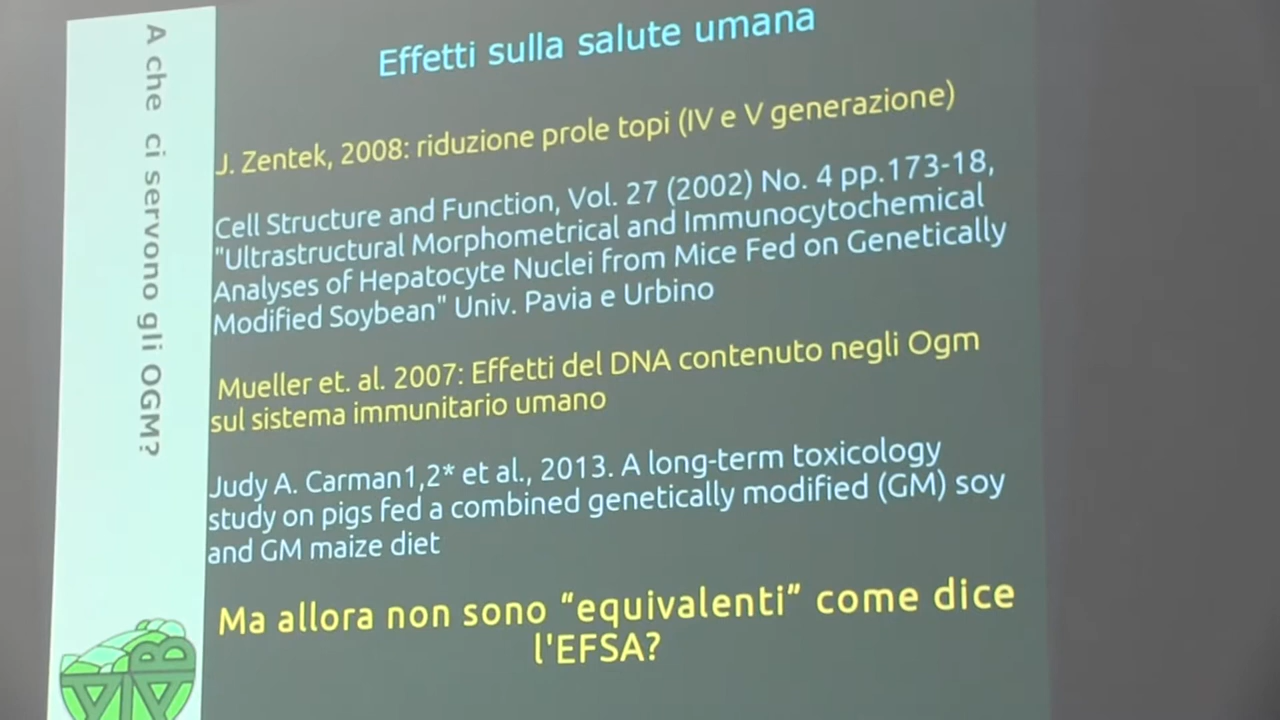 A che ci servono gli OGM?
Effetti sulla salute umana
J. Zentek, 2008: riduzione prole topi (IV e V generazione)
Cell Structure and Function, Vol. 27 (2002) No. 4 pp.173-18,
"Ultrastructural Morphometrical and Immunocytochemical
Analyses of Hepatocyte Nuclei from Mice Fed on Genetically
Modified Soybean" Univ. Pavia e Urbino
Mueller et. al. 2007: Effetti del DNA contenuto negli Ogm
sul sistema immunitario umano
Judy A. Carman1,2* et al., 2013. A long-term toxicology
study on pigs fed a combined genetically modified (GM) soy
and GM maize diet
Ma allora non sono “equivalenti” come dice
l'EFSA?